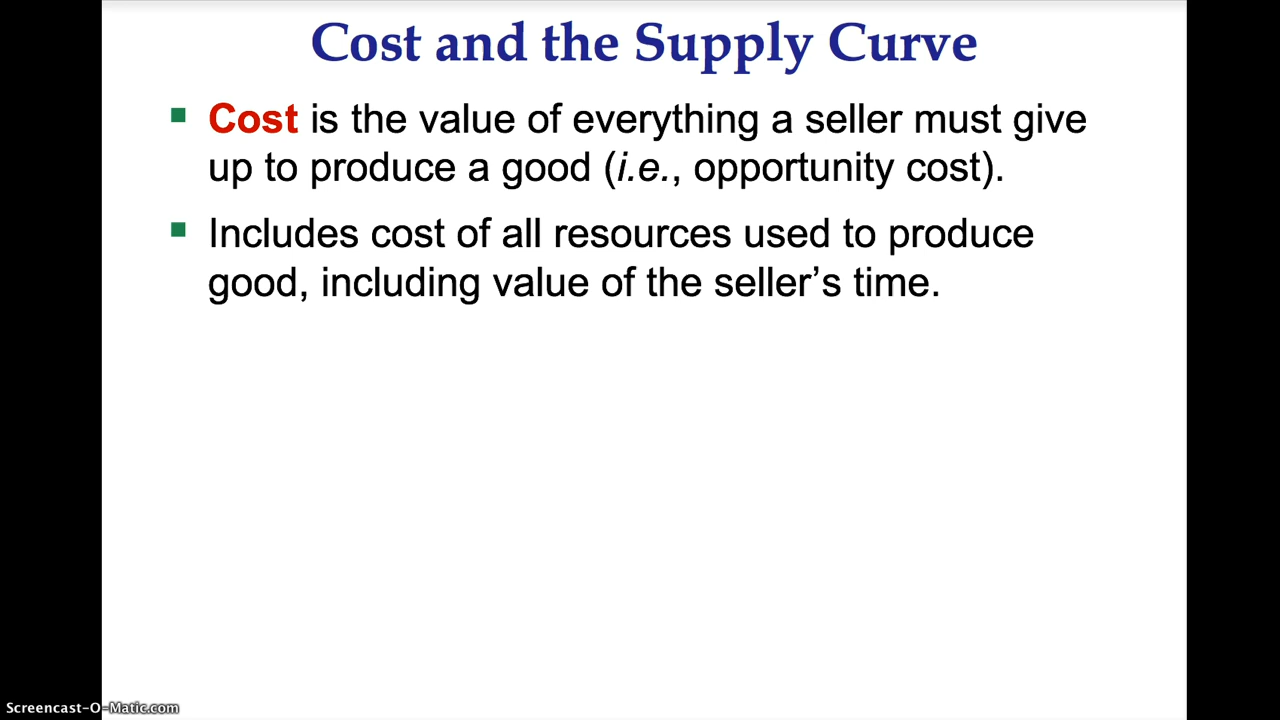 Cost and the Supply Curve
Cost is the value of everything a seller must give
up to produce a good (i.e., opportunity cost).
Includes cost of all resources used to produce
good, including value of the seller’s time.
Screencast-O-Matic.com